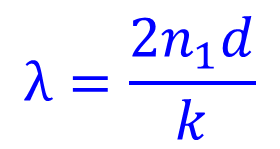 λ = 2n₁d / k